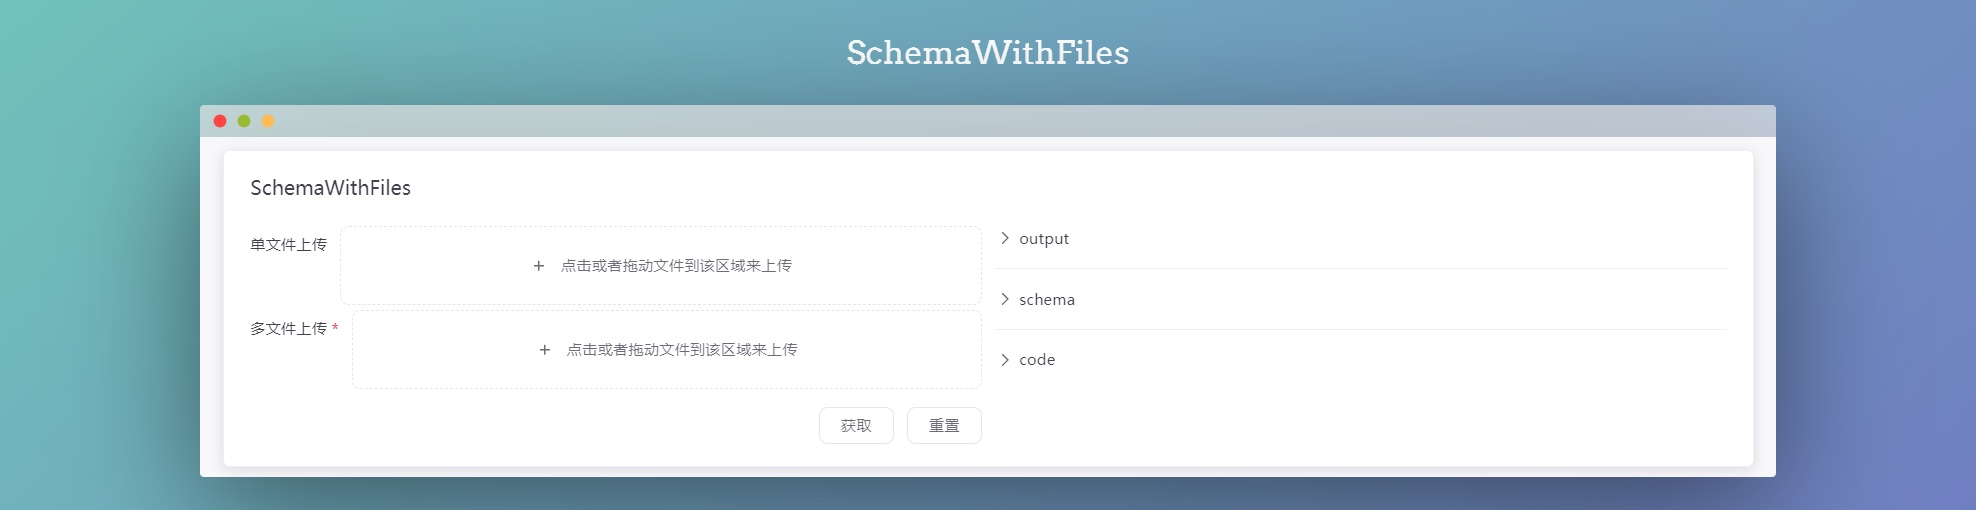 SchemaWithFiles
SchemaWithFiles
单文件上传
+ 点击或者拖动文件到该区域来上传
多文件上传 *
+ 点击或者拖动文件到该区域来上传
获取
重置
output
schema
code